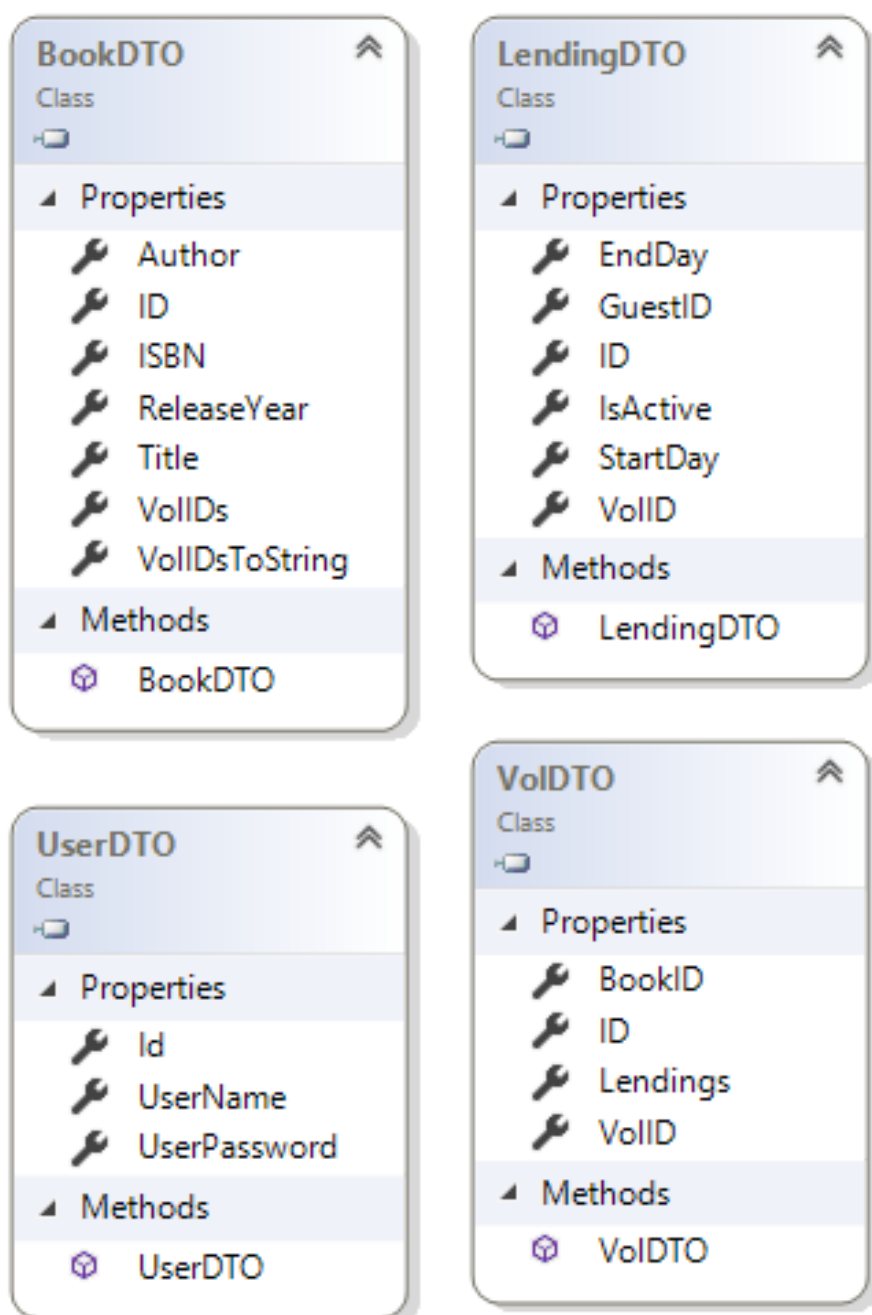 BookDTO
Class
Properties
Author
ID
ISBN
ReleaseYear
Title
VolIDs
VolIDsToString
Methods
BookDTO
LendingDTO
Class
Properties
EndDay
GuestID
ID
IsActive
StartDay
VolID
Methods
LendingDTO
UserDTO
Class
Properties
Id
UserName
UserPassword
Methods
UserDTO
VolDTO
Class
Properties
BookID
ID
Lendings
VolID
Methods
VolDTO